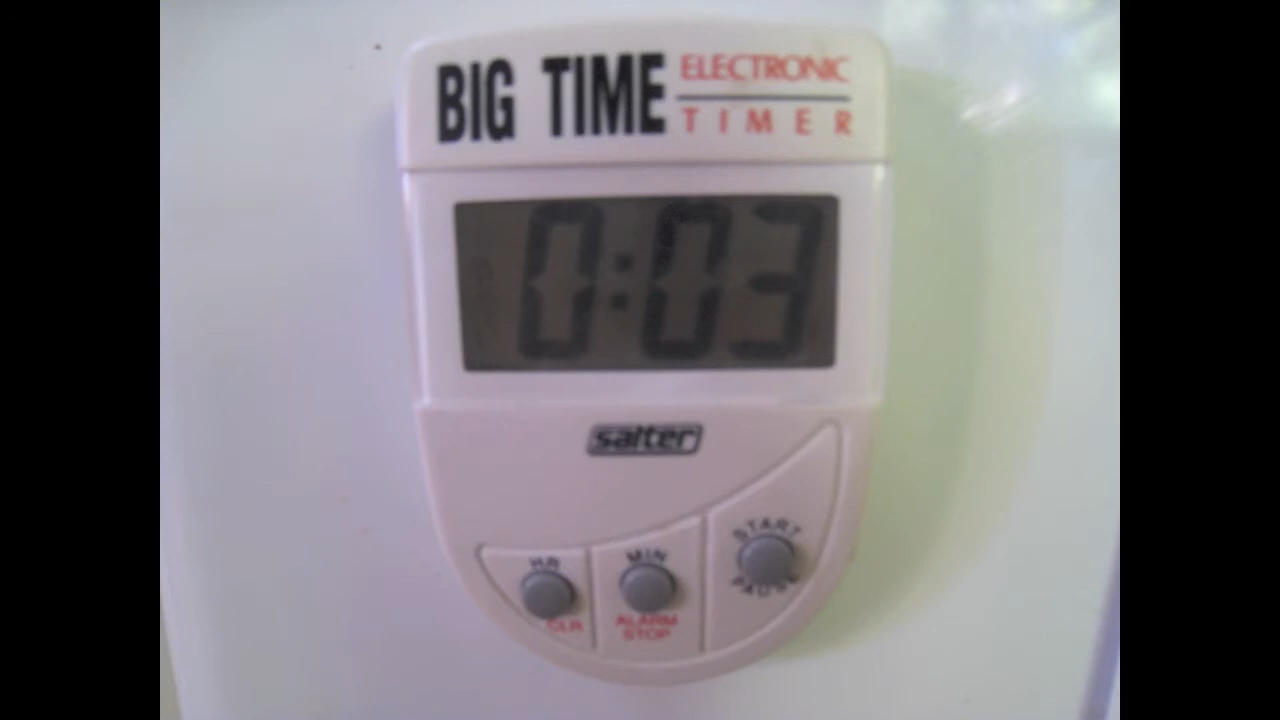 BIG TIME ELECTRONIC
TIMER
0:03
salter
HR
CLR
MIN
ALARM
STOP
START
PAUSE